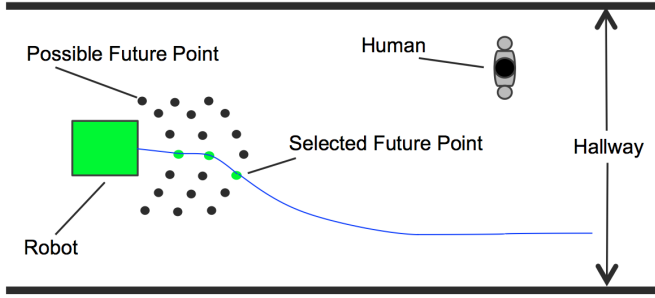 Human
Possible Future Point
Selected Future Point
Hallway
Robot